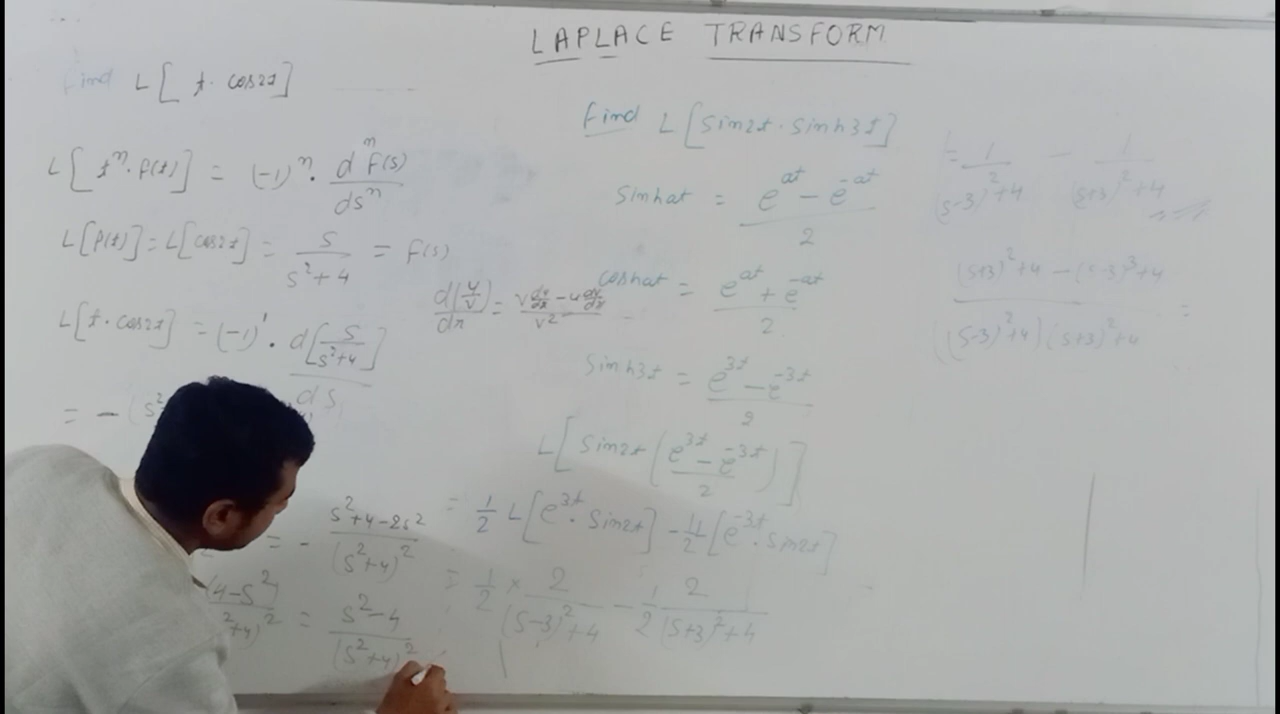 LAPLACE TRANSFORM
Find L[ t. cos2t]
L[ t^n. f(t)] = (-1)^n . d^n F(s) / ds^n
L[f(t)] = L[cos2t] = s / s^2+4 = F(s)
d(u/v) / dx = v du/dx - u dv/dx / v^2
L[t. cos2t] = (-1)^1 . d[s / s^2+4] / ds
= - (s^2
= - s^2+4-2s^2 / (s^2+4)^2
4-s^2 / ^2+4)^2 = s^2-4 / (s^2+4)^2
Find L[sin2t. sinh3t]
sinhat = e^at - e^-at / 2
coshat = e^at + e^-at / 2
sinh3t = e^3t - e^-3t / 2
L[ sin2t (e^3t - e^-3t / 2)]
= 1/2 L[e^3t. sin2t] - 1/2 L[e^-3t. sin2t]
= 1/2 x 2 / (s-3)^2+4 - 1/2 2 / (s+3)^2+4
= 1 / (s-3)^2+4 - 1 / (s+3)^2+4
(s+3)^2+4 - (s-3)^2+4 / ((s-3)^2+4)(s+3)^2+4 =